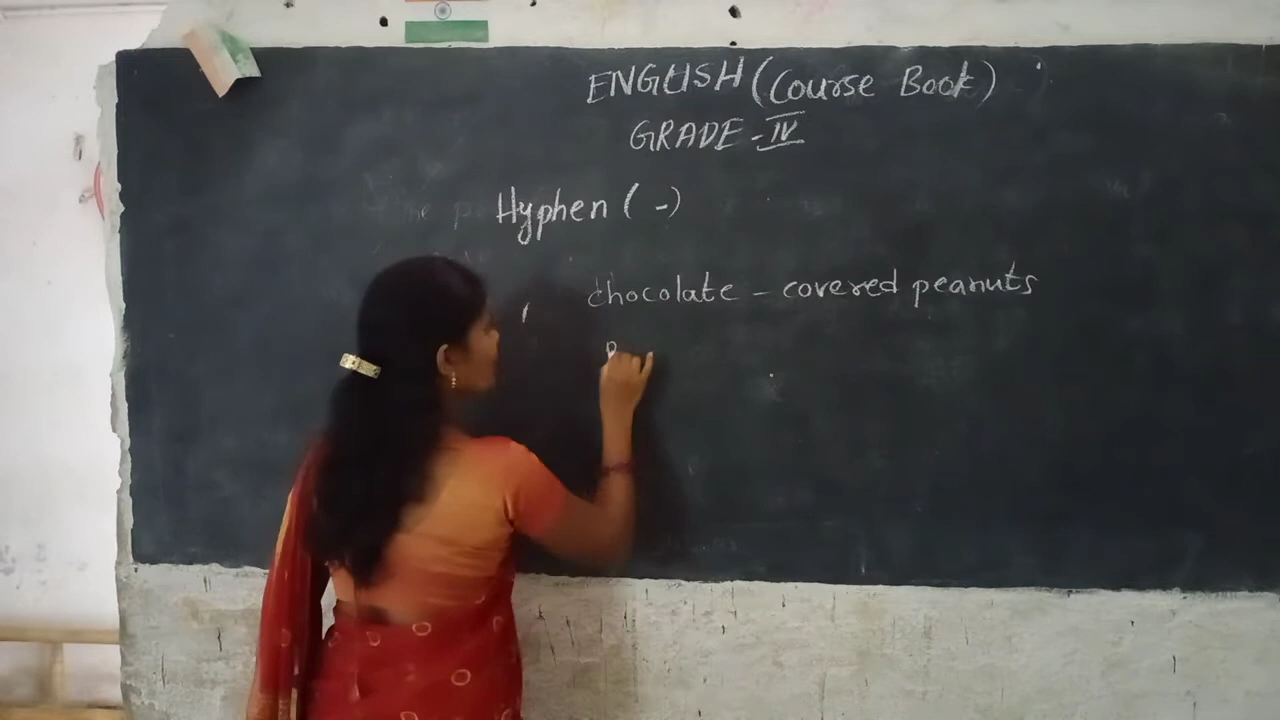 ENGLISH (Course Book)
GRADE - IV
Hyphen ( - )
chocolate - covered peanuts